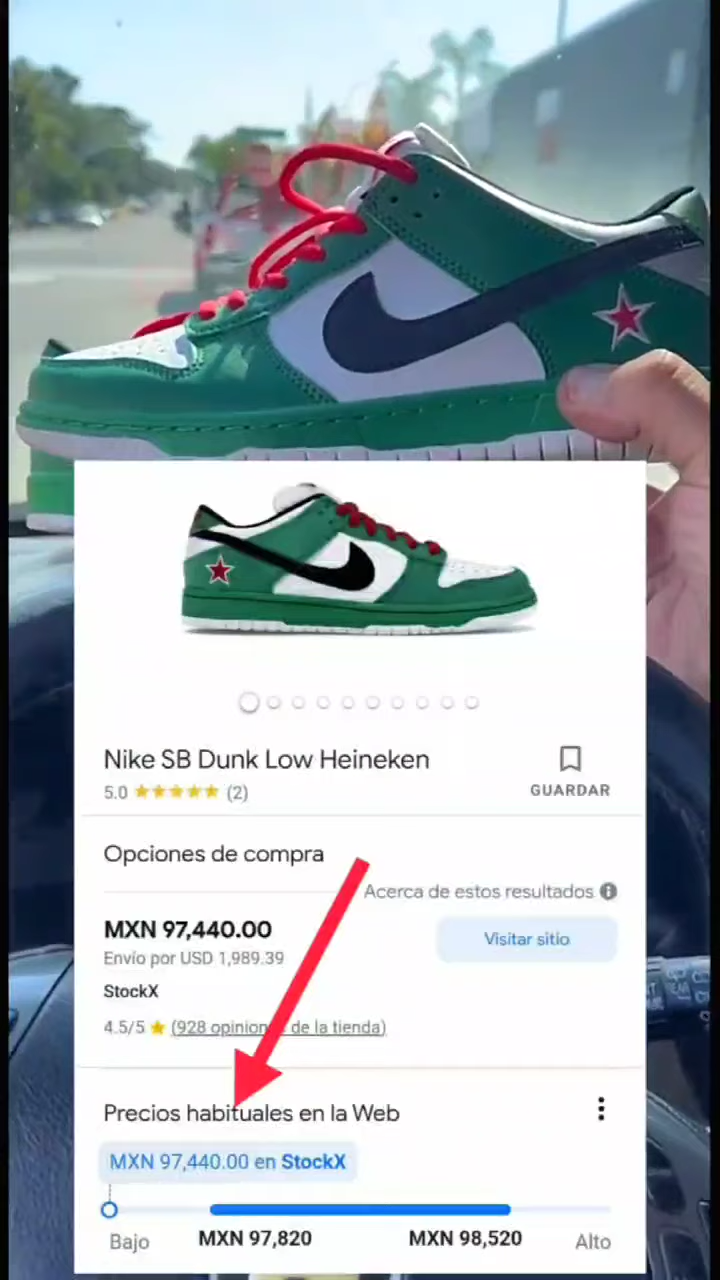 Nike SB Dunk Low Heineken
5.0 ★★★★★ (2)
GUARDAR
Opciones de compra
Acerca de estos resultados
MXN 97,440.00
Visitar sitio
Envío por USD 1,989.39
StockX
4.5/5 ★ (928 de la tienda)
Precios habituales en la Web
MXN 97,440.00 en StockX
MXN 97,820 MXN 98,520
Bajo Alto